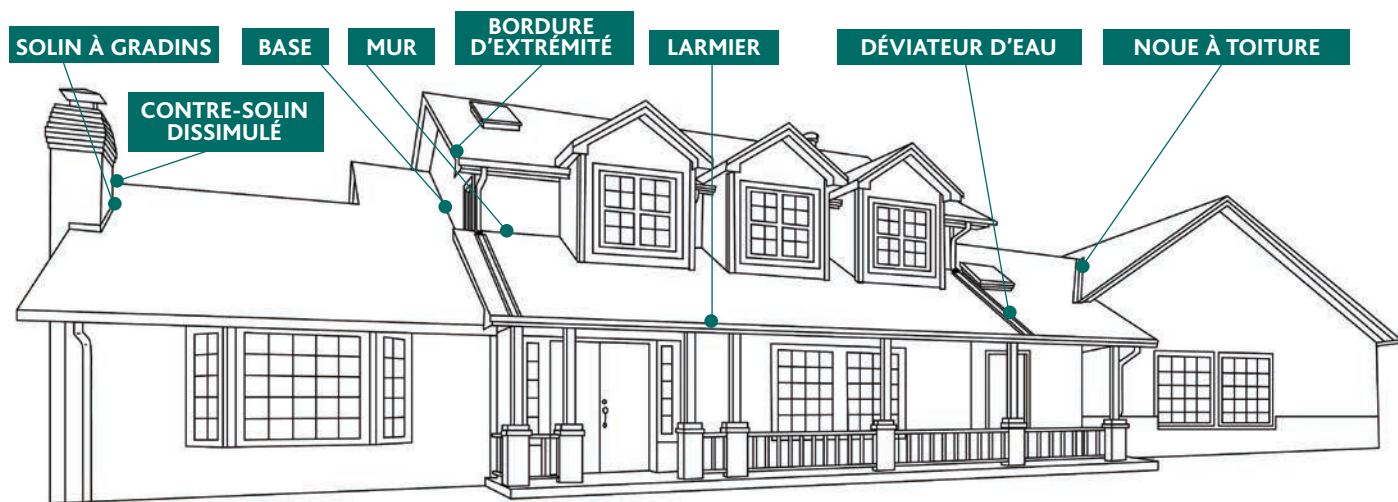 SOLIN À GRADINS
BASE
MUR
BORDURE
D'EXTRÉMITÉ
LARMIER
DÉVIATEUR D'EAU
NOUE À TOITURE
CONTRE-SOLIN
DISSIMULÉ